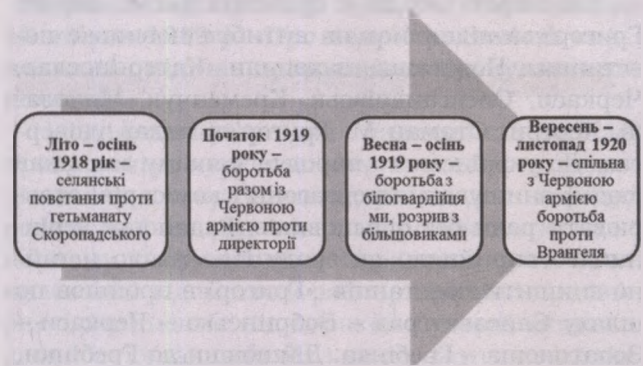 Літо – осінь
1918 рік -
повстання проти
гетьманату
Скоропадського
Початок 1919
року –
боротьба
разом із
Червоною
армією проти
директорії
Весна – осінь
1919 року -
боротьба з
білогвардійця
ми, розрив з
більшовиками
Вересень –
листопад 1920
року – спільна
з Червоною
армією
боротьба
проти
Врангеля